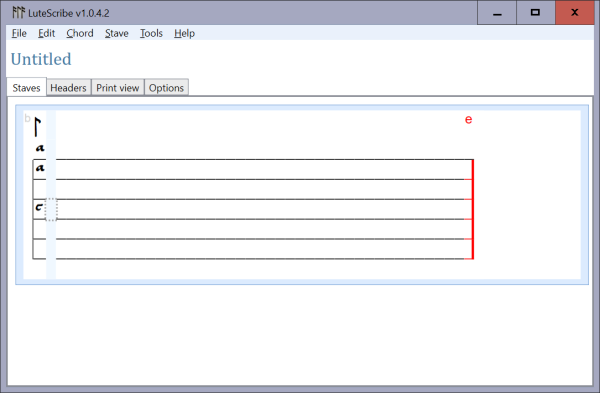 LuteScribe v1.0.4.2
File Edit Chord Stave Tools Help
Untitled
Staves Headers Print view Options
b e
a
a
c